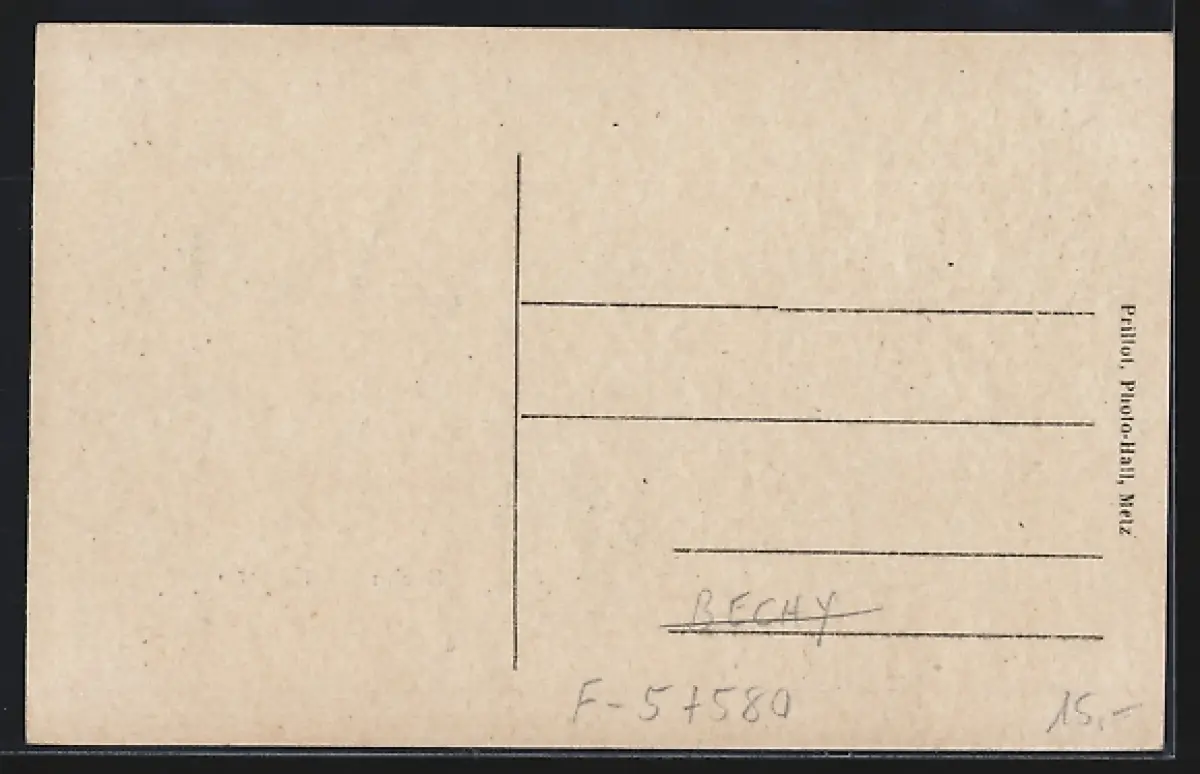 Prillot, Photo-Hall, Metz
BECHY
F-57580
15.-